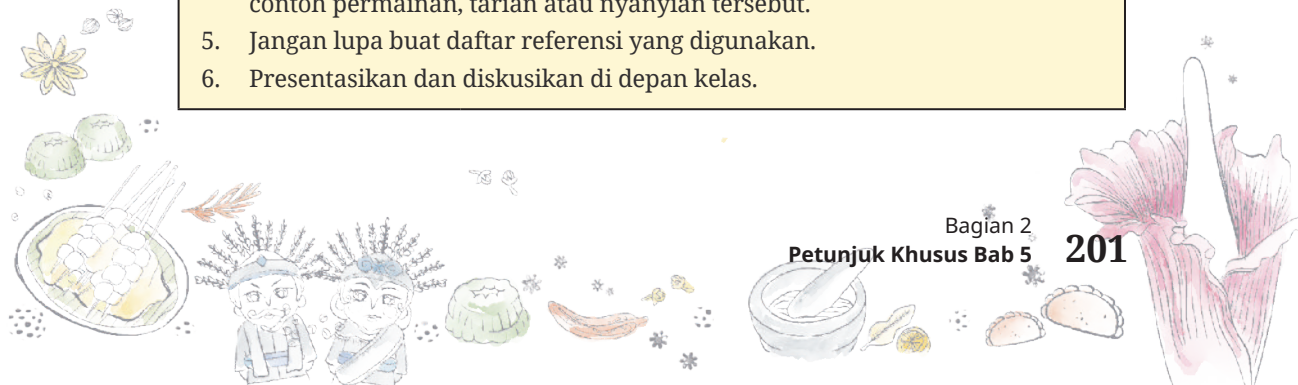 contoh permainan, tarian atau nyanyian tersebut.
5. Jangan lupa buat daftar referensi yang digunakan.
6. Presentasikan dan diskusikan di depan kelas.
Bagian 2
Petunjuk Khusus Bab 5 201